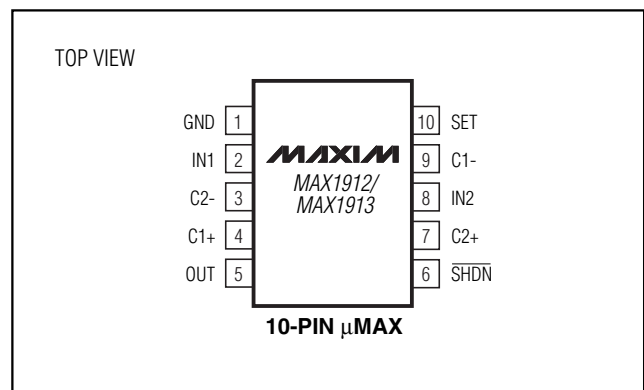 TOP VIEW
GND 1
IN1 2
C2- 3
C1+ 4
OUT 5
MAXIM
MAX1912/
MAX1913
10 SET
9 C1-
8 IN2
7 C2+
6 SHDN
10-PIN μMAX